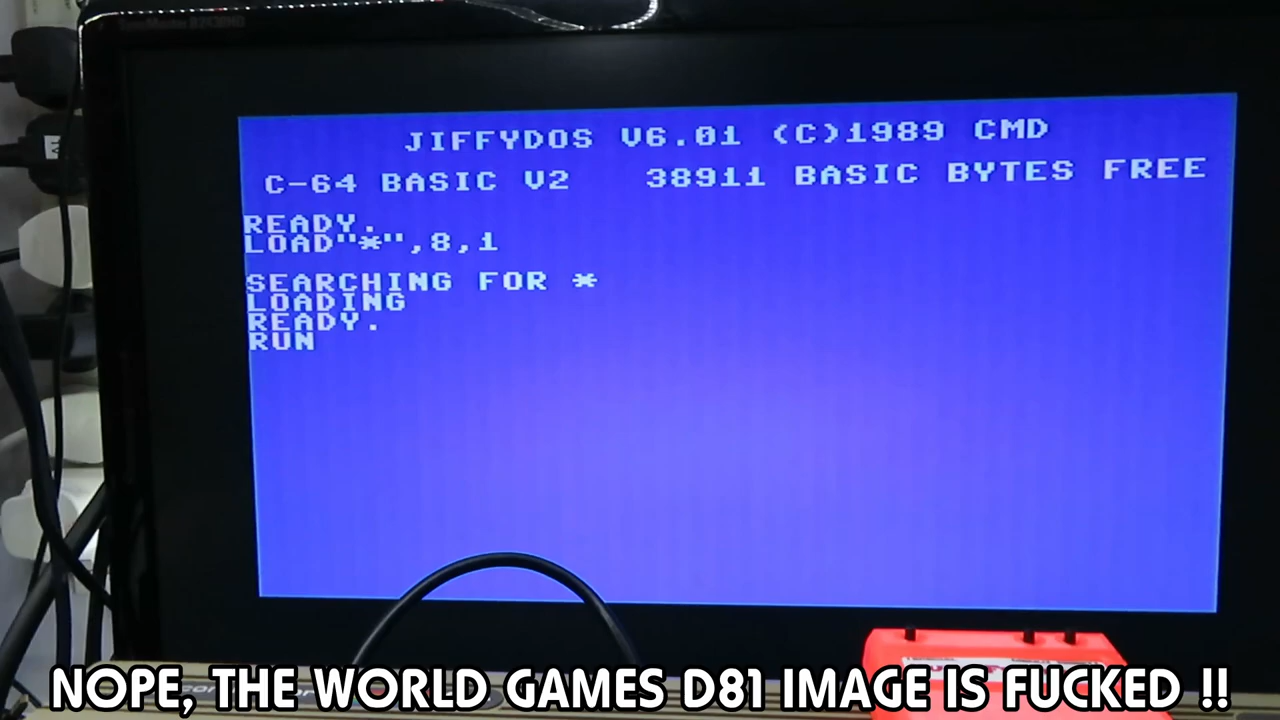 JIFFYDOS V6.01 (C)1989 CMD
C-64 BASIC V2   38911 BASIC BYTES FREE
READY.
LOAD"*",8,1
SEARCHING FOR *
LOADING
READY.
RUN
NOPE, THE WORLD GAMES D81 IMAGE IS FUCKED !!